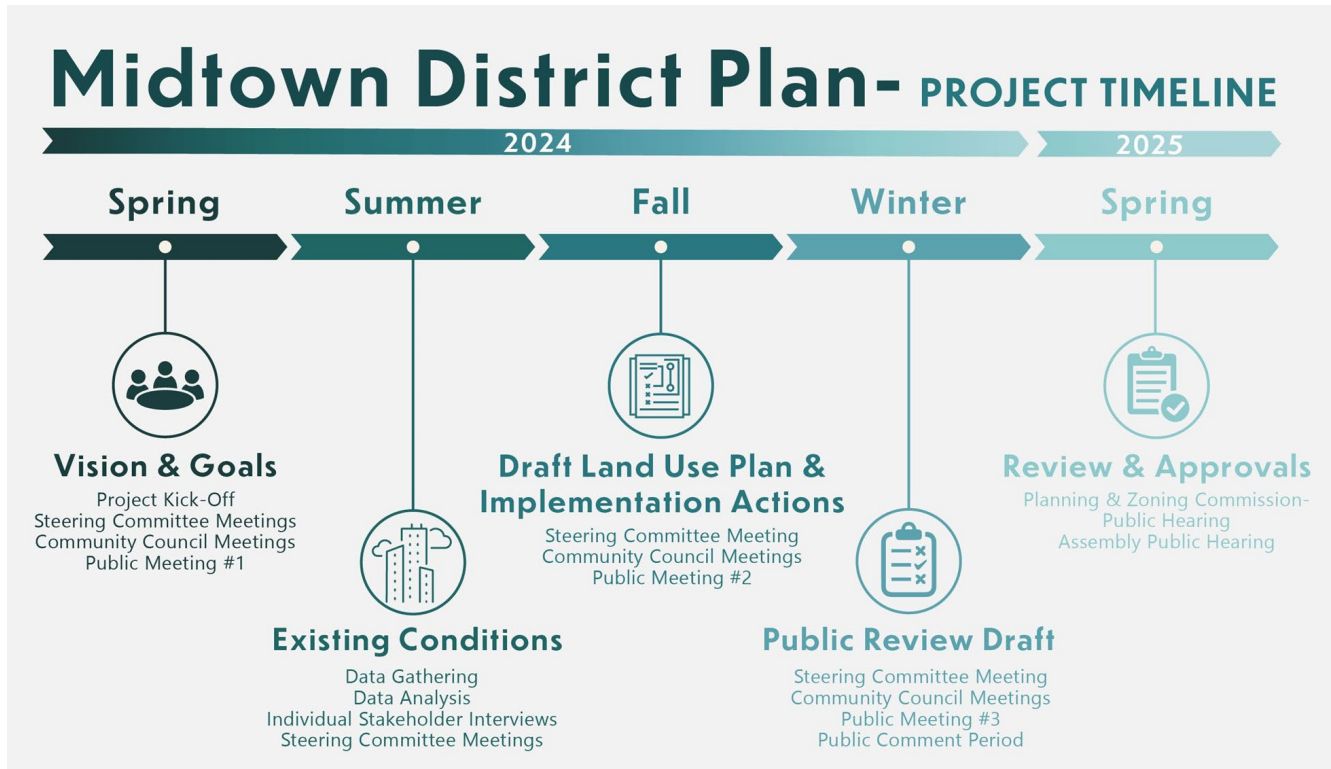 Midtown District Plan- PROJECT TIMELINE
2024 2025
Spring Summer Fall Winter Spring
Vision & Goals
Project Kick-Off
Steering Committee Meetings
Community Council Meetings
Public Meeting #1
Existing Conditions
Data Gathering
Data Analysis
Individual Stakeholder Interviews
Steering Committee Meetings
Draft Land Use Plan &
Implementation Actions
Steering Committee Meeting
Community Council Meetings
Public Meeting #2
Public Review Draft
Steering Committee Meeting
Community Council Meetings
Public Meeting #3
Public Comment Period
Review & Approvals
Planning & Zoning Commission-
Public Hearing
Assembly Public Hearing